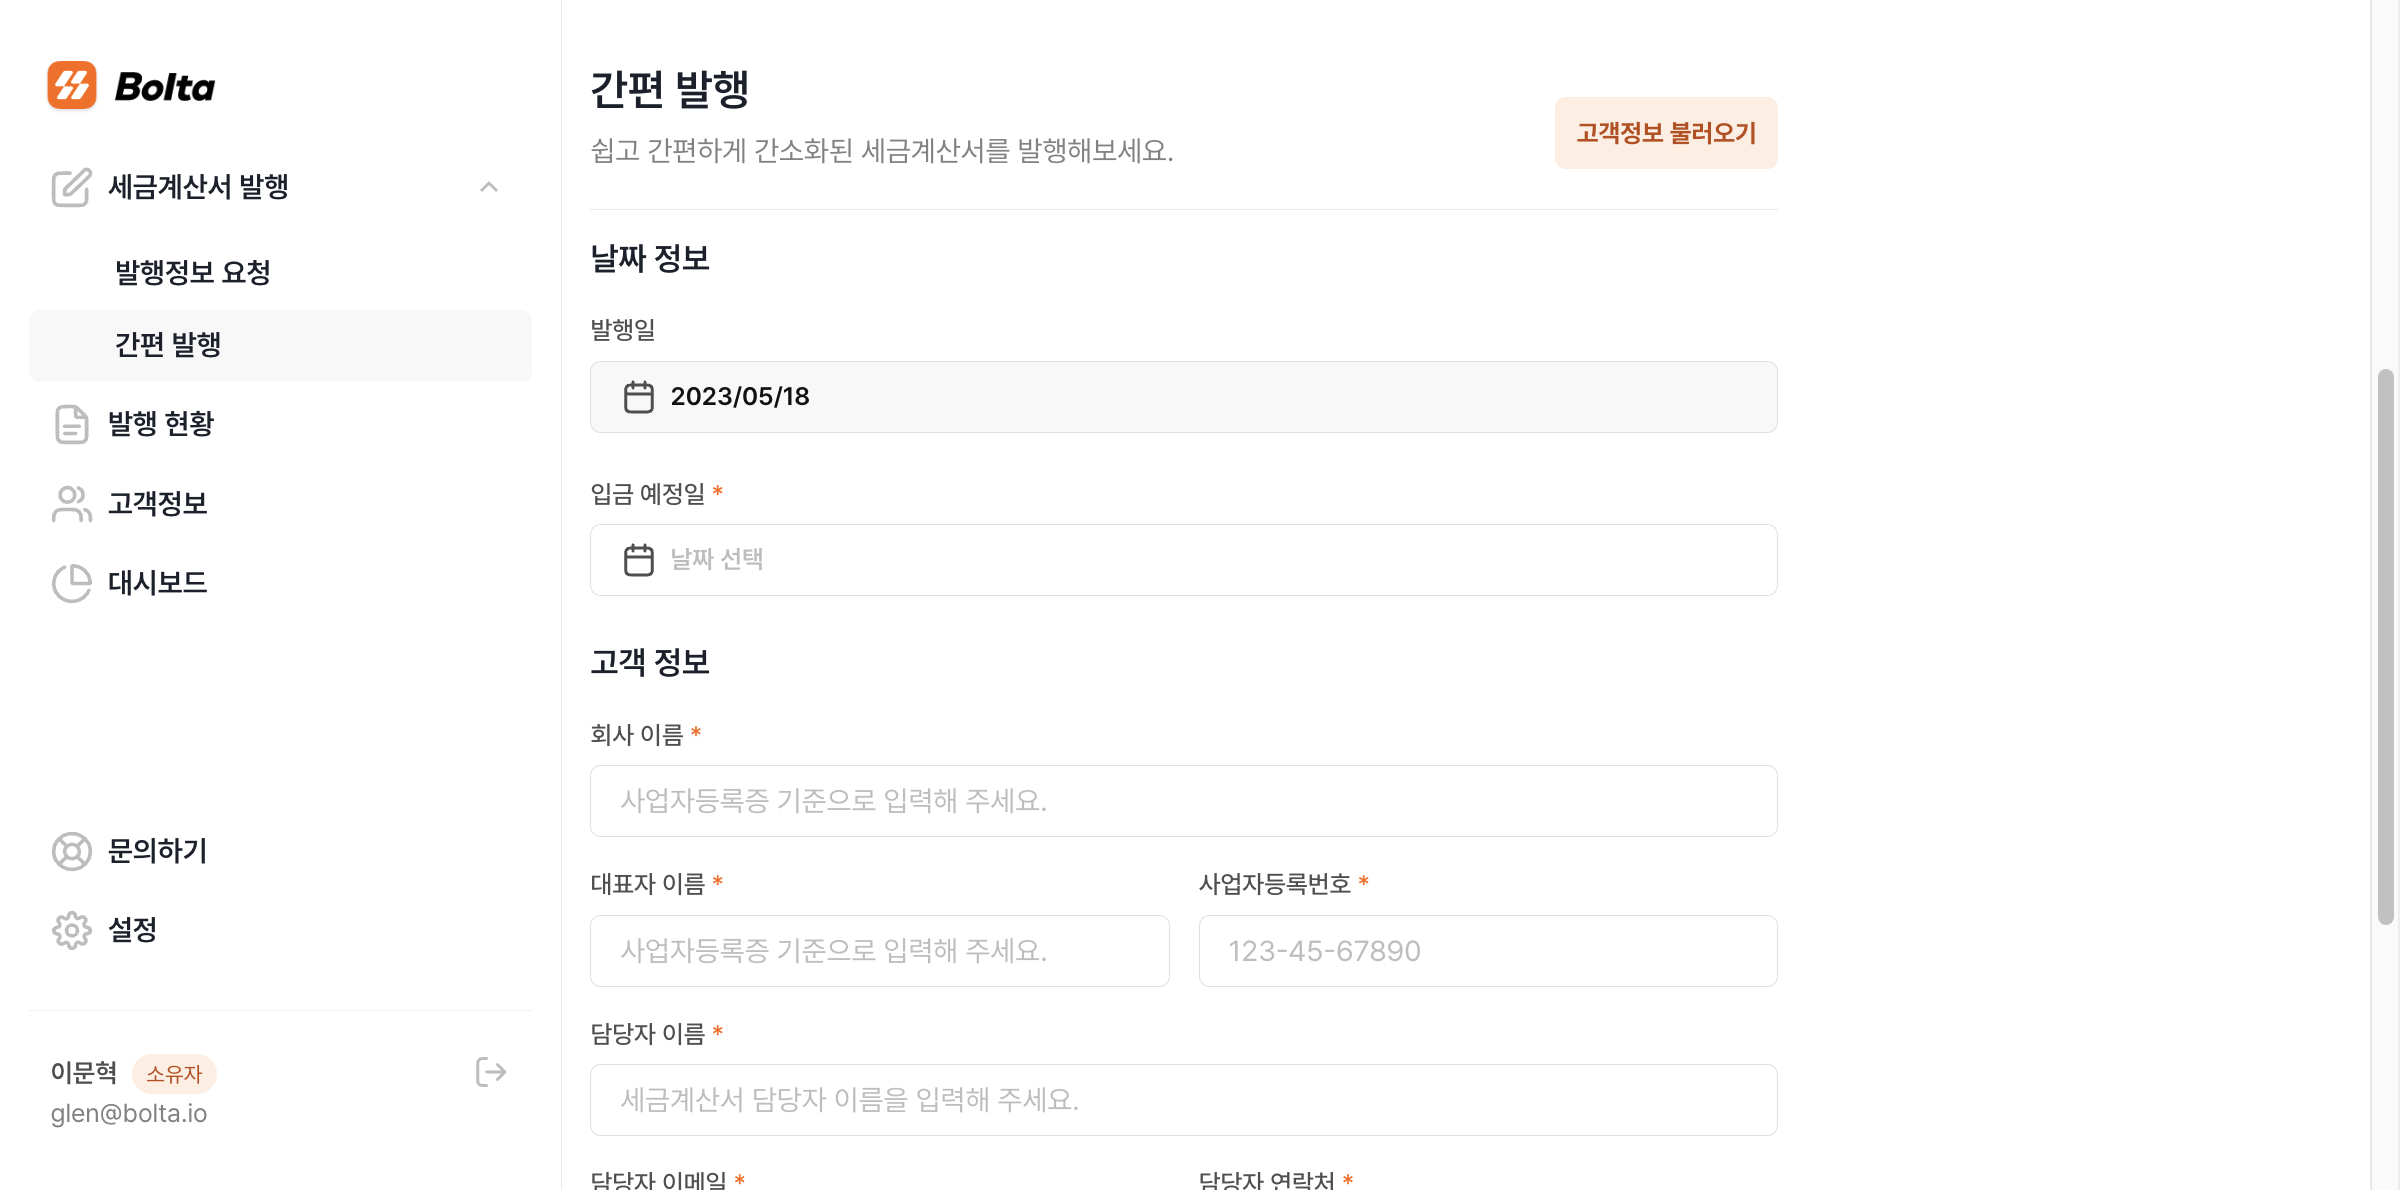 Bolta
세금계산서 발행
발행정보 요청
간편 발행
발행 현황
고객정보
대시보드
문의하기
설정
이문혁 소유자
glen@bolta.io
간편 발행
쉽고 간편하게 간소화된 세금계산서를 발행해보세요.
고객정보 불러오기
날짜 정보
발행일
2023/05/18
입금 예정일 *
날짜 선택
고객 정보
회사 이름 *
사업자등록증 기준으로 입력해 주세요.
대표자 이름 *
사업자등록증 기준으로 입력해 주세요.
사업자등록번호 *
123-45-67890
담당자 이름 *
세금계산서 담당자 이름을 입력해 주세요.
담당자 이메일 *
담당자 연락처 *